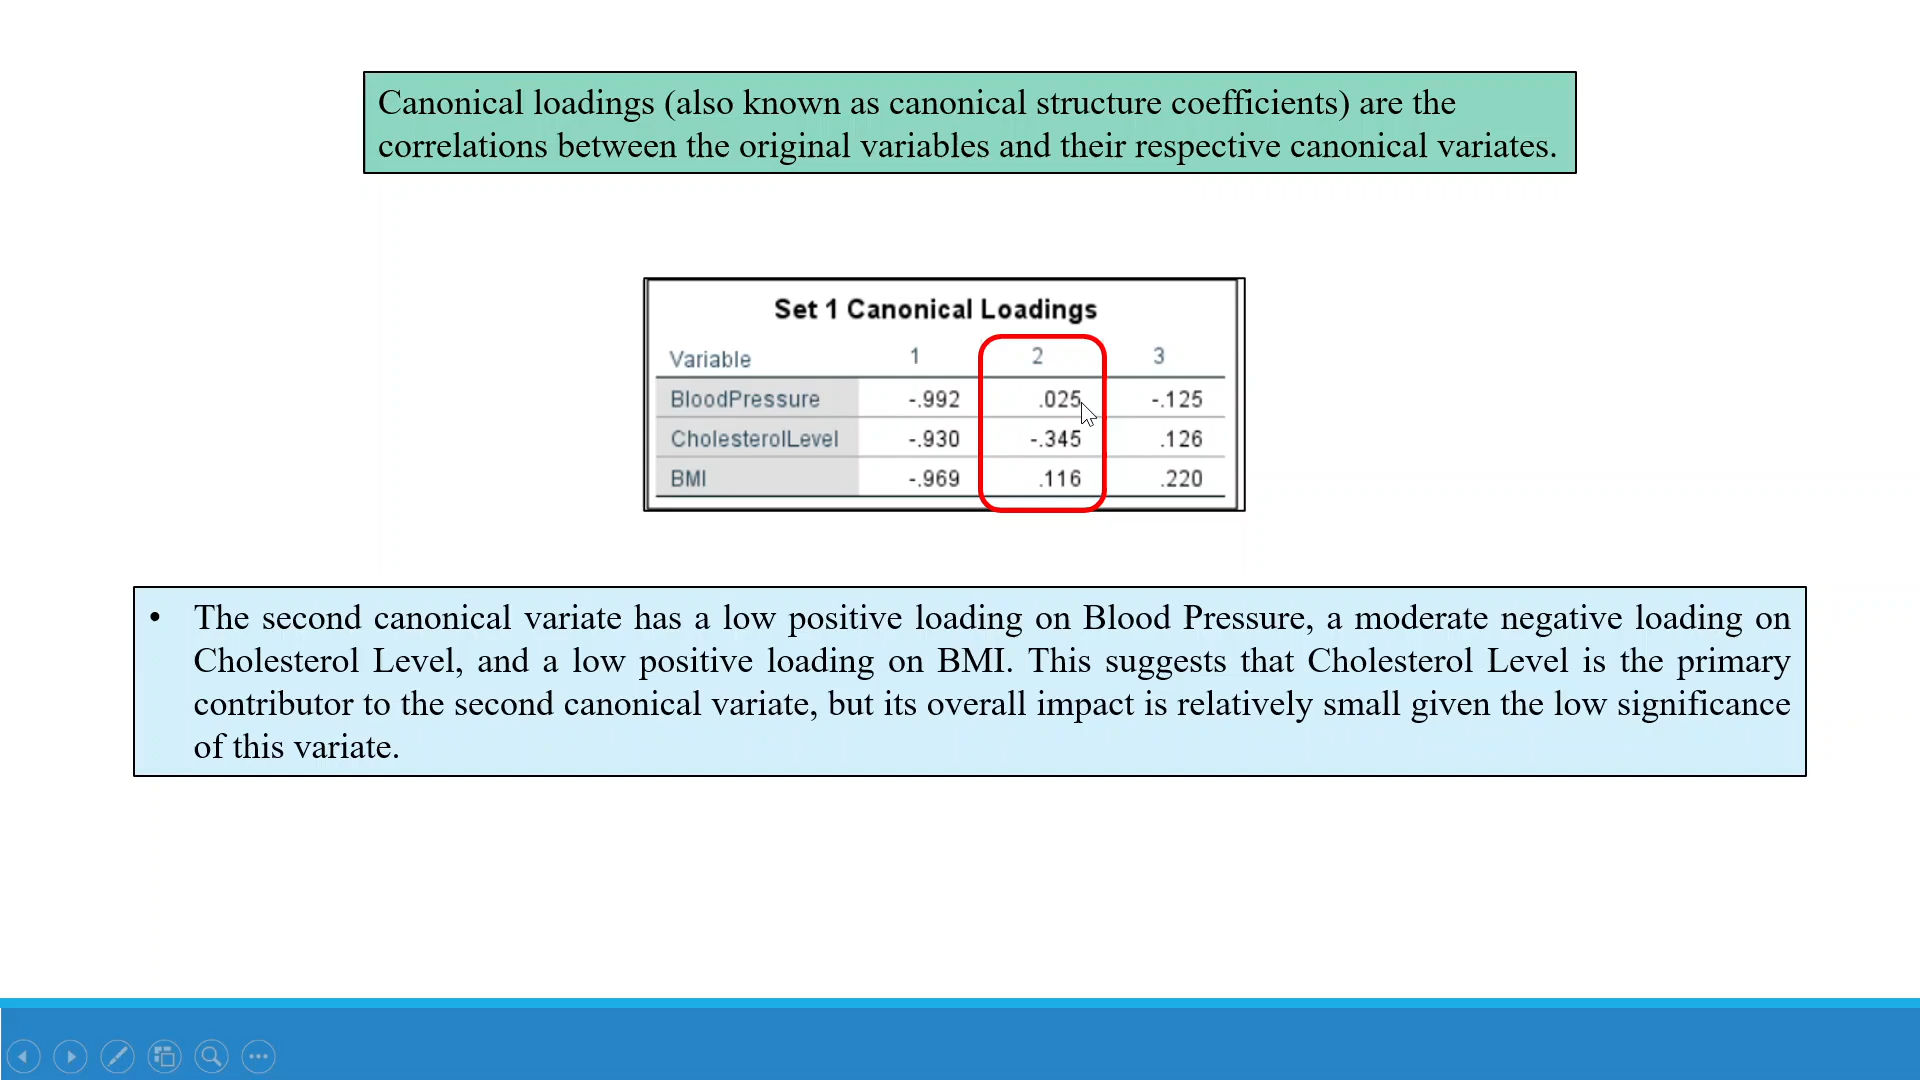 Canonical loadings (also known as canonical structure coefficients) are the
correlations between the original variables and their respective canonical variates.
Set 1 Canonical Loadings
Variable 1 2 3
BloodPressure -.992 .025 -.125
CholesterolLevel -.930 -.345 .126
BMI -.969 .116 .220
• The second canonical variate has a low positive loading on Blood Pressure, a moderate negative loading on
Cholesterol Level, and a low positive loading on BMI. This suggests that Cholesterol Level is the primary
contributor to the second canonical variate, but its overall impact is relatively small given the low significance
of this variate.